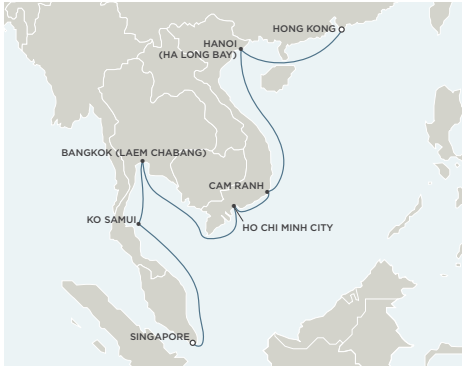 HONG KONG
HANOI
(HA LONG BAY)
BANGKOK (LAEM CHABANG)
CAM RANH
KO SAMUI
HO CHI MINH CITY
SINGAPORE